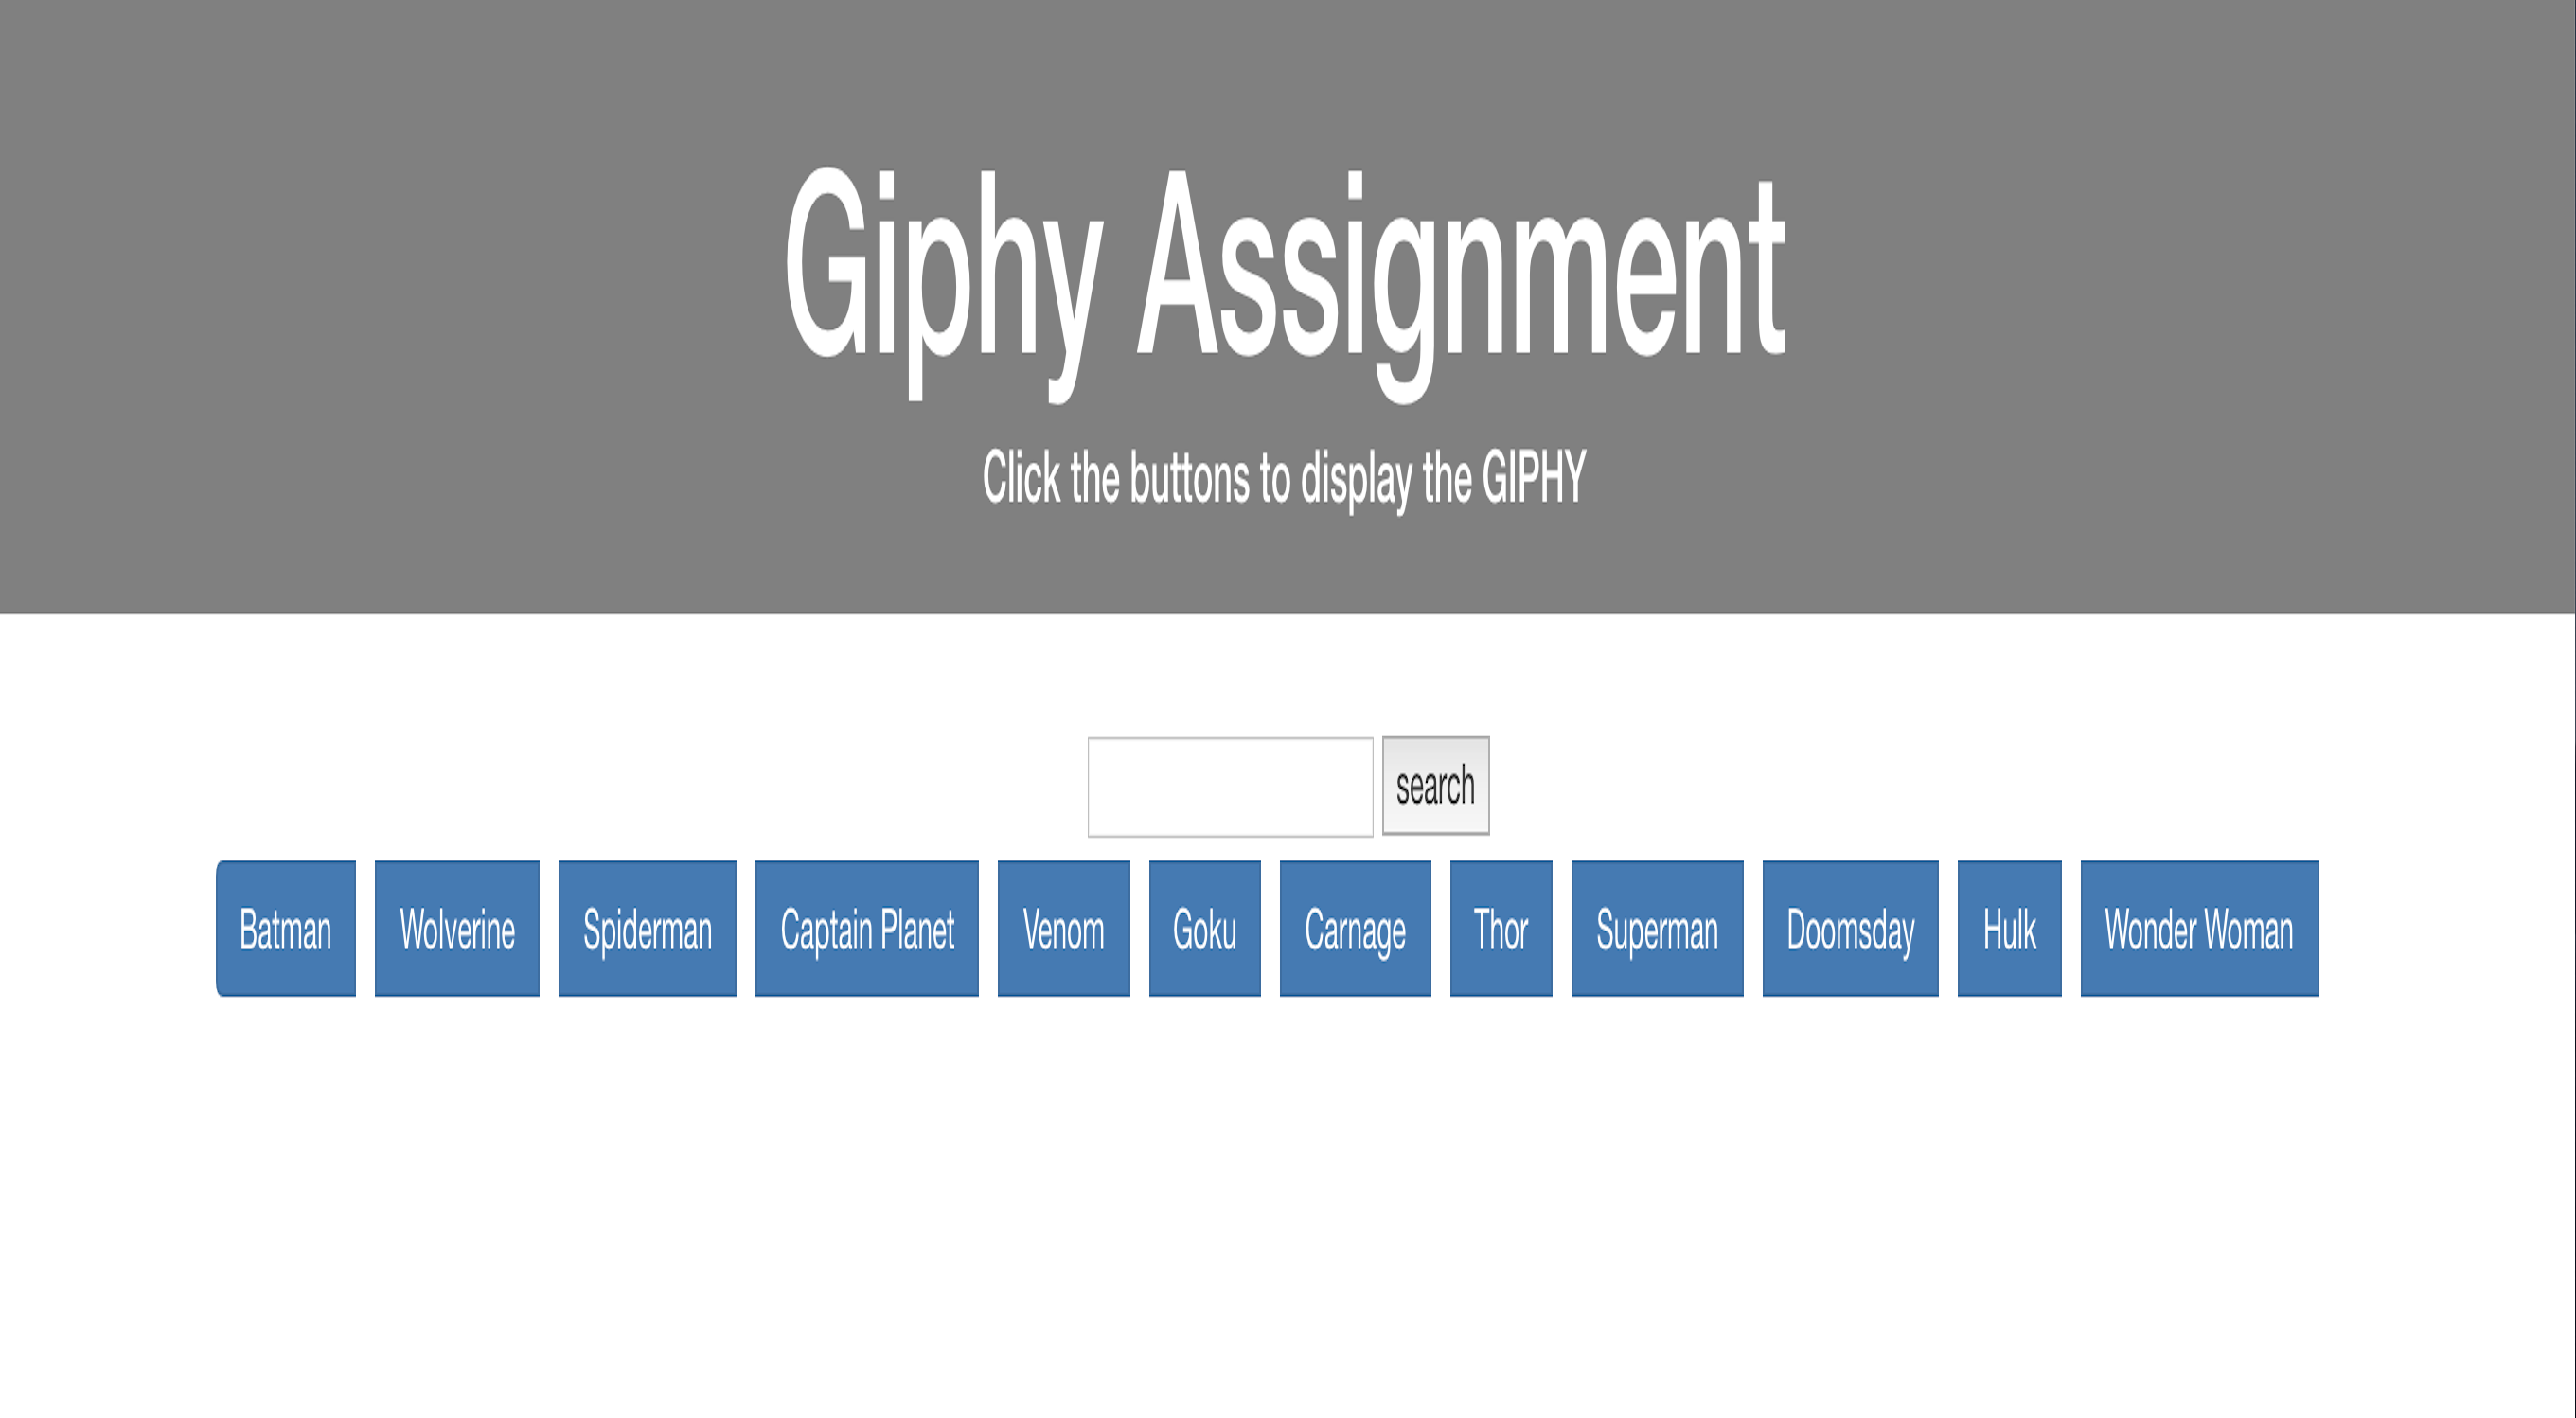 Giphy Assignment
Click the buttons to display the GIPHY
search
Batman Wolverine Spiderman Captain Planet Venom Goku Carnage Thor Superman Doomsday Hulk Wonder Woman